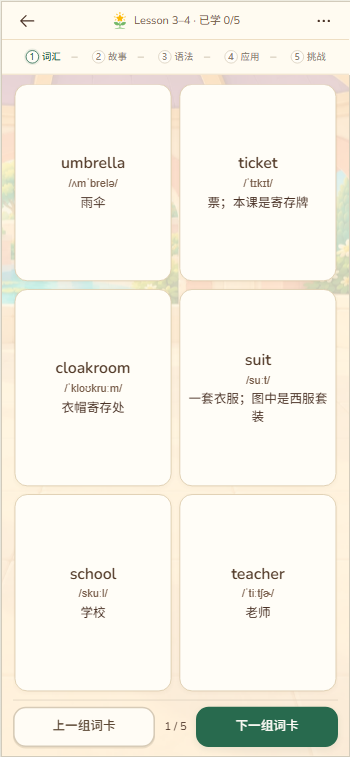 Lesson 3–4 · 已学 0/5
1 词汇 – 2 故事 – 3 语法 – 4 应用 – 5 挑战
umbrella
/ʌmˈbrelə/
雨伞
ticket
/ˈtɪkɪt/
票；本课是寄存牌
cloakroom
/ˈkloʊkruːm/
衣帽寄存处
suit
/suːt/
一套衣服；图中是西服套
装
school
/skuːl/
学校
teacher
/ˈtiːtʃɚ/
老师
上一组词卡
1 / 5
下一组词卡